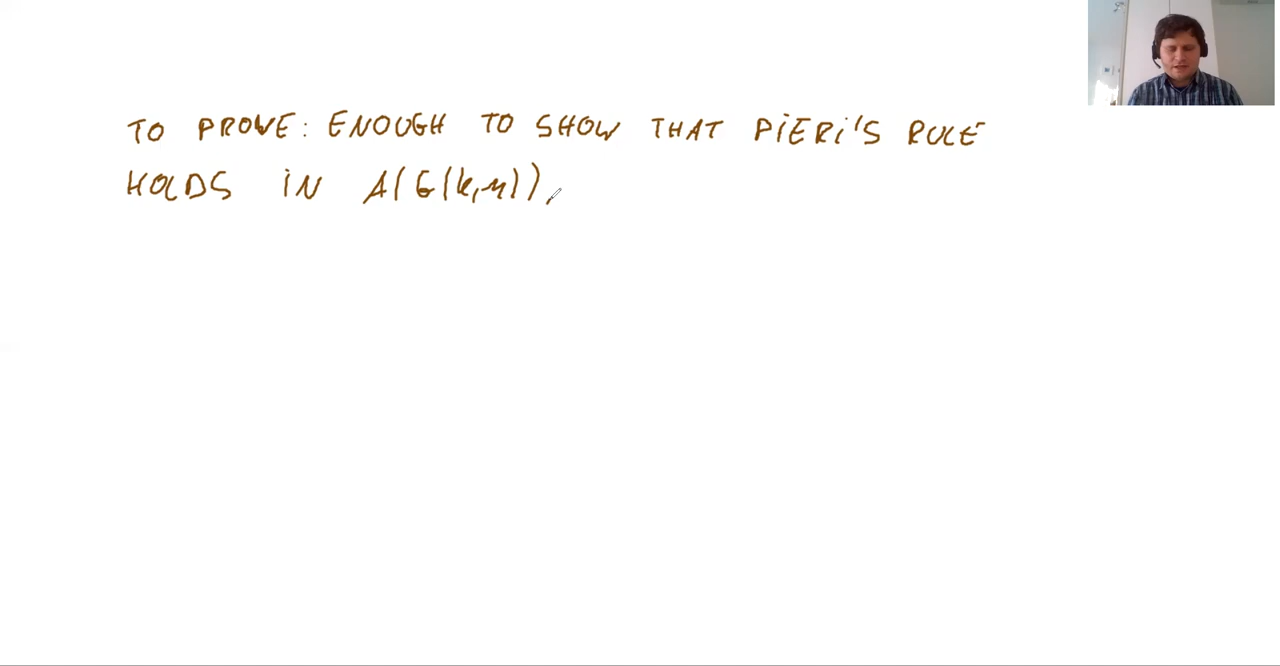 TO PROVE: ENOUGH TO SHOW THAT PIERI'S RULE
HOLDS IN A(G(k,n)),